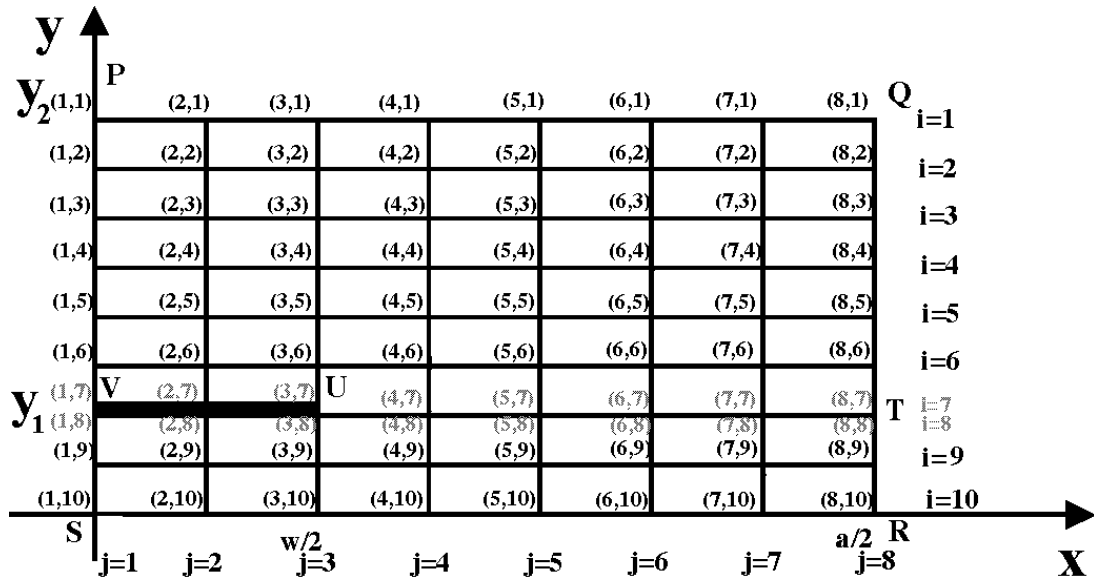 y
P
y2 (1,1) (2,1) (3,1) (4,1) (5,1) (6,1) (7,1) (8,1) Q
i=1
(1,2) (2,2) (3,2) (4,2) (5,2) (6,2) (7,2) (8,2) i=2
(1,3) (2,3) (3,3) (4,3) (5,3) (6,3) (7,3) (8,3) i=3
(1,4) (2,4) (3,4) (4,4) (5,4) (6,4) (7,4) (8,4) i=4
(1,5) (2,5) (3,5) (4,5) (5,5) (6,5) (7,5) (8,5) i=5
(1,6) (2,6) (3,6) (4,6) (5,6) (6,6) (7,6) (8,6) i=6
(1,7) V (2,7) (3,7) U (4,7) (5,7) (6,7) (7,7) (8,7) i=7
y1 T
(1,8) (2,8) (3,8) (4,8) (5,8) (6,8) (7,8) (8,8) i=8
(1,9) (2,9) (3,9) (4,9) (5,9) (6,9) (7,9) (8,9) i=9
(1,10) (2,10) (3,10) (4,10) (5,10) (6,10) (7,10) (8,10) i=10
S w/2 a/2 R
j=1 j=2 j=3 j=4 j=5 j=6 j=7 j=8 x